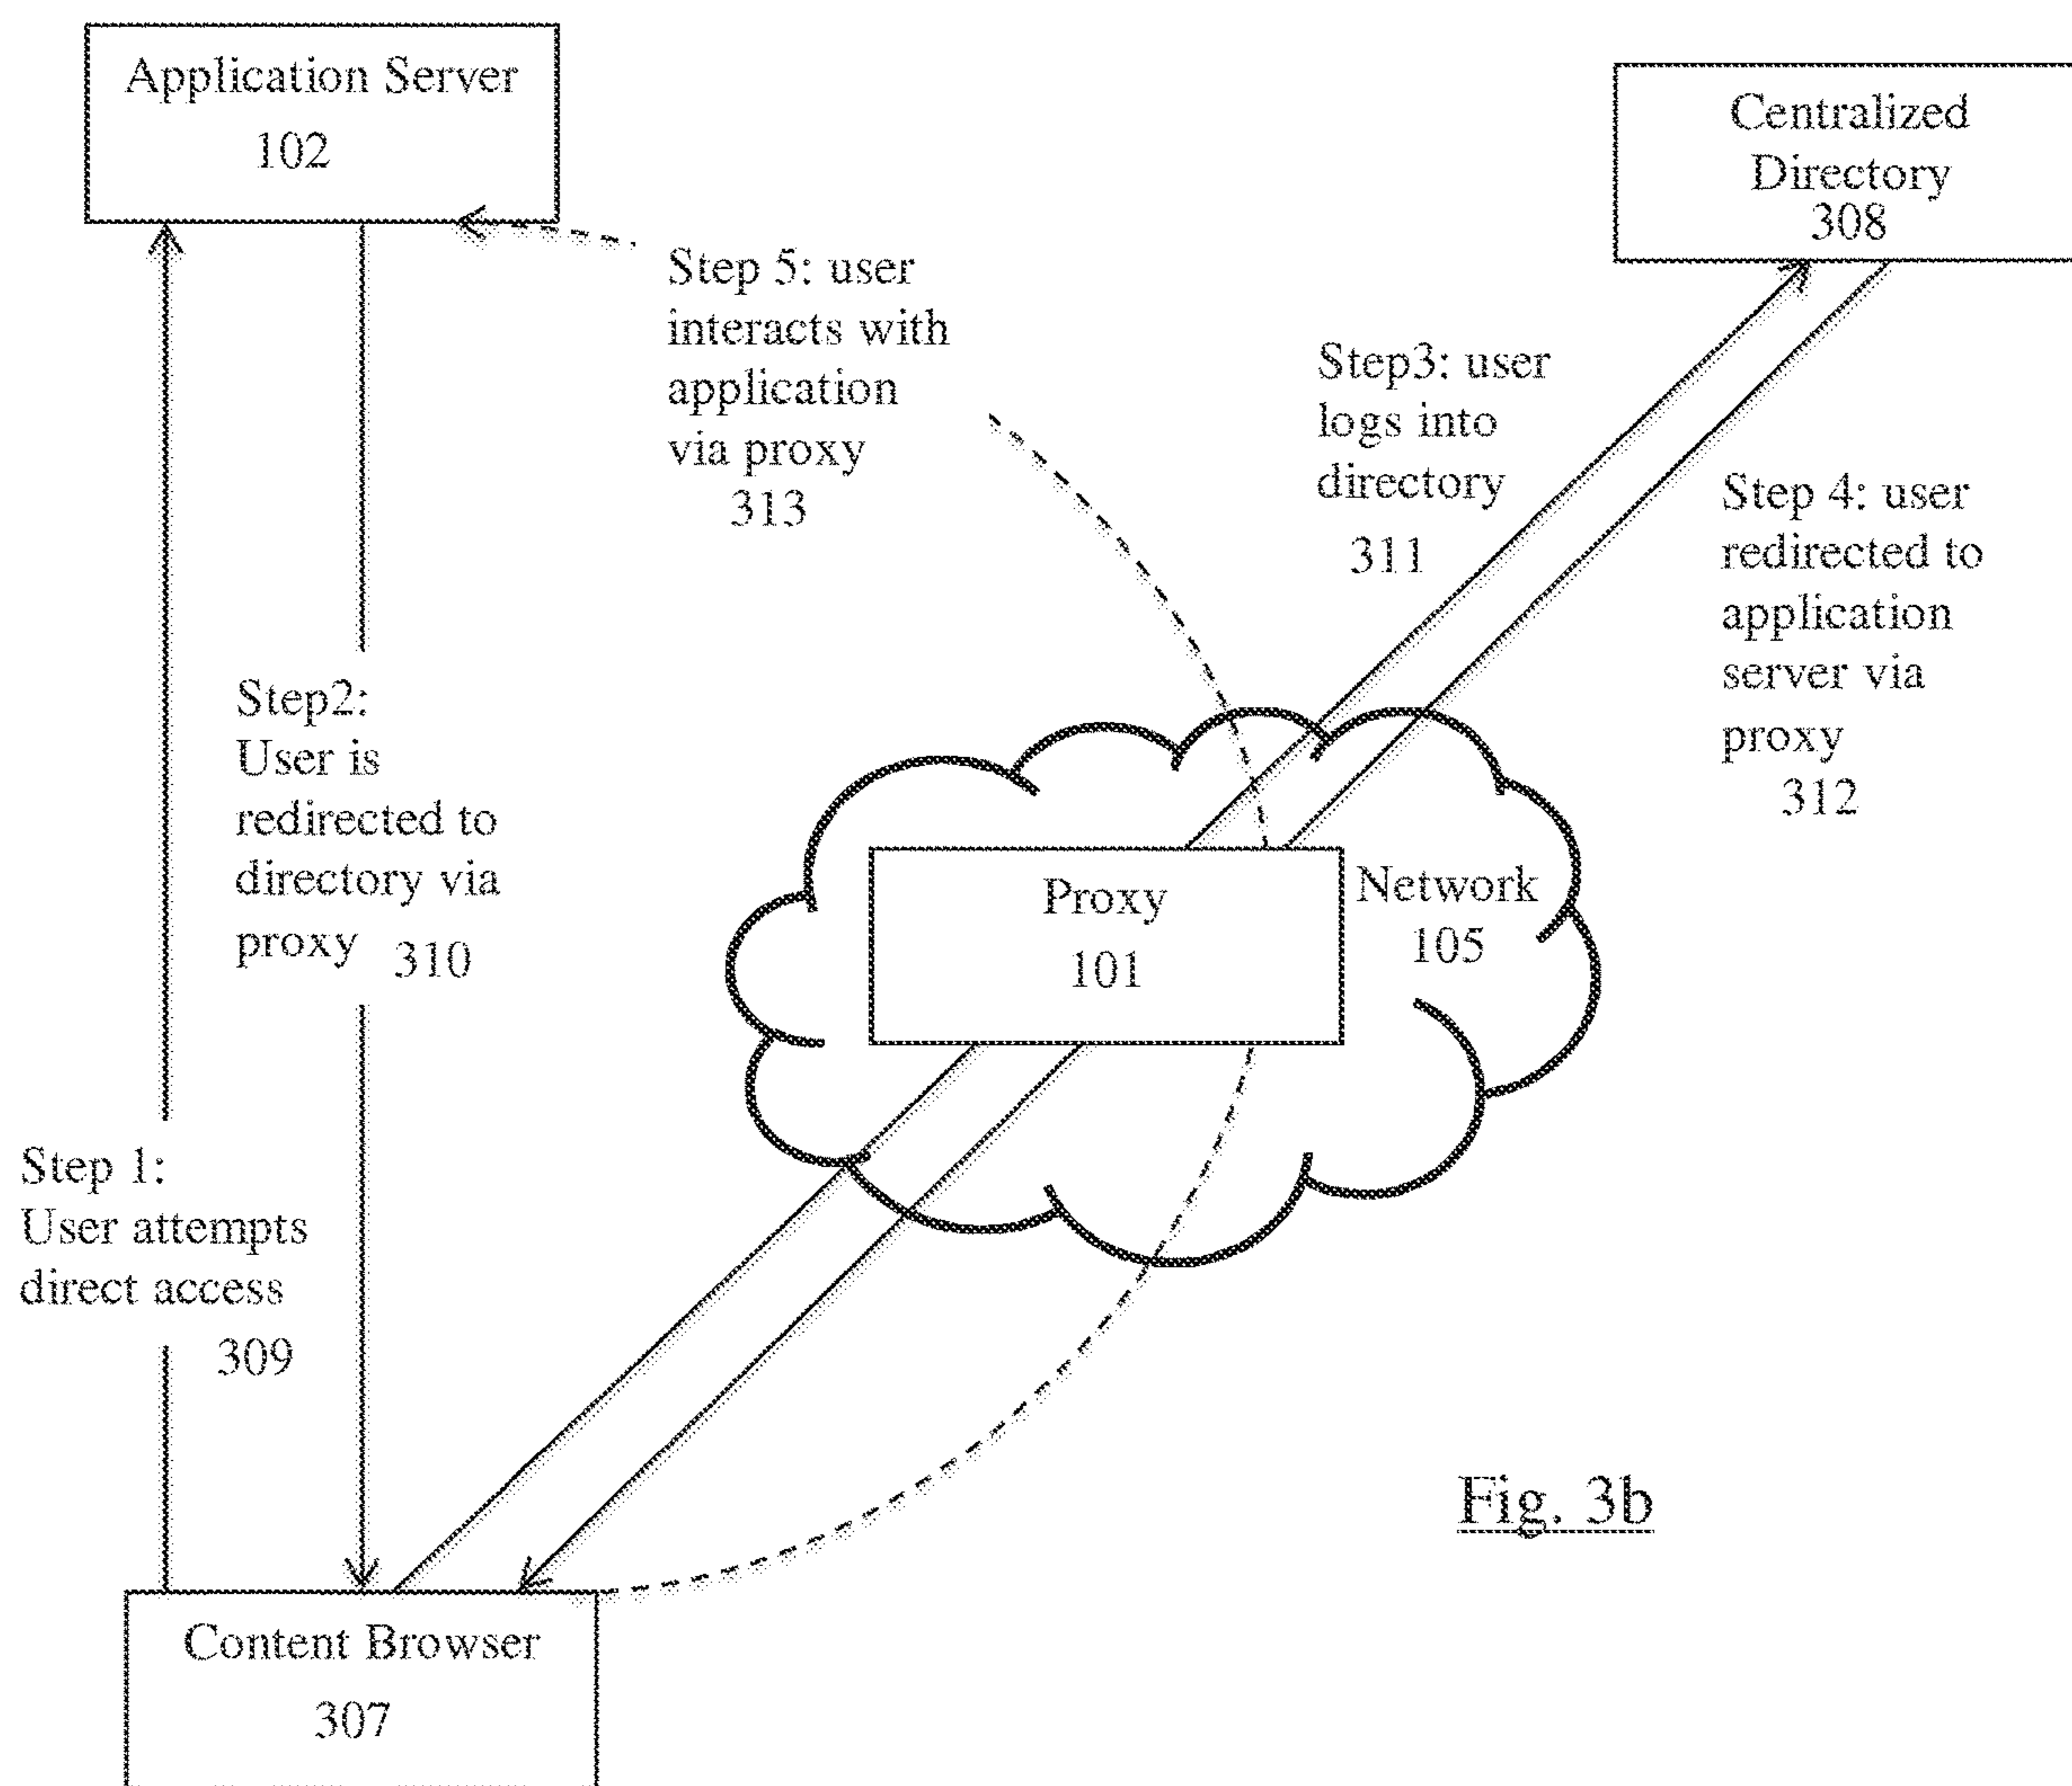 Application Server
102
Centralized
Directory
308
Step 5: user
interacts with
application
via proxy
313
Step3: user
logs into
directory
311
Step 4: user
redirected to
application
server via
proxy
312
Step2:
User is
redirected to
directory via
proxy 310
Proxy
101
Network
105
Step 1:
User attempts
direct access
309
Fig. 3b
Content Browser
307